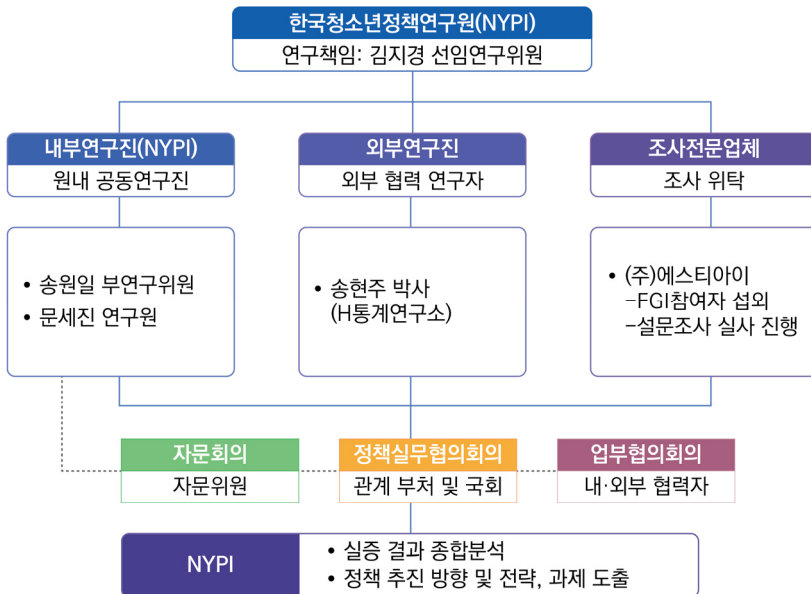 한국청소년정책연구원(NYPI)
연구책임: 김지경 선임연구위원
내부연구진(NYPI)
원내 공동연구진
외부연구진
외부 협력 연구자
조사전문업체
조사 위탁
• 송원일 부연구위원
• 문세진 연구원
• 송현주 박사
(H통계연구소)
• (주)에스티아이
-FGI참여자 섭외
-설문조사 실사 진행
자문회의
자문위원
정책실무협의회의
관계 부처 및 국회
업부협의회의
내·외부 협력자
NYPI
• 실증 결과 종합분석
• 정책 추진 방향 및 전략, 과제 도출